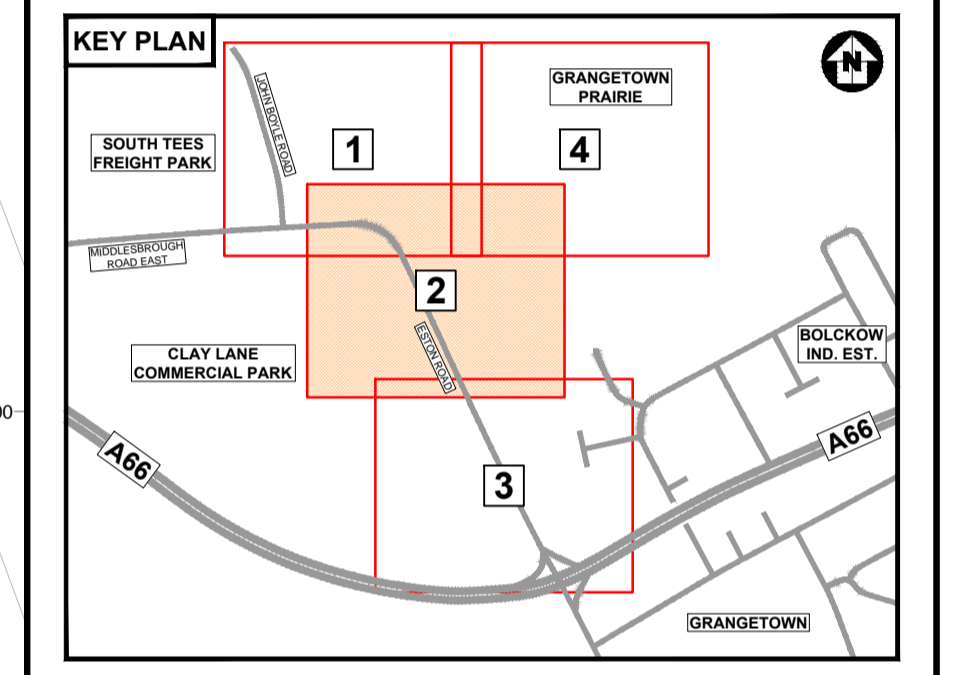 KEY PLAN
N
GRANGETOWN
PRAIRIE
JOHN BOYLE ROAD
SOUTH TEES
FREIGHT PARK
1
4
MIDDLESBROUGH
ROAD EAST
2
ESTON ROAD
CLAY LANE
COMMERCIAL PARK
BOLCKOW
IND. EST.
00
A66
A66
3
GRANGETOWN